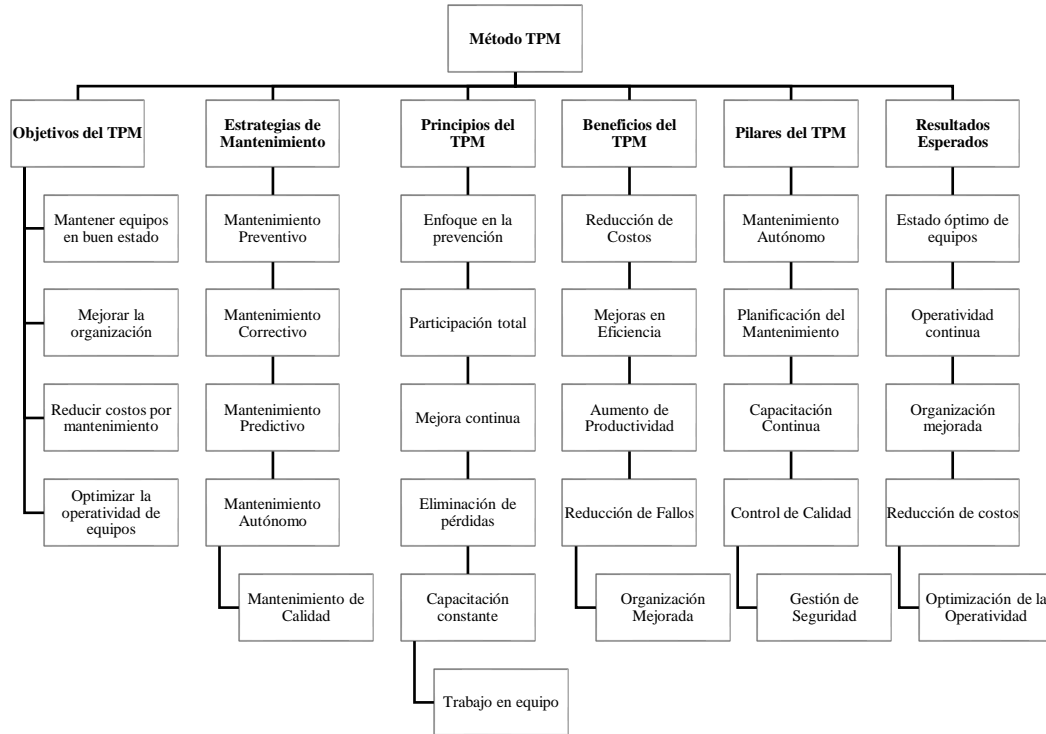 Método TPM
Objetivos del TPM
Mantener equipos
en buen estado
Mejorar la
organización
Reducir costos por
mantenimiento
Optimizar la
operatividad de
equipos
Estrategias de
Mantenimiento
Mantenimiento
Preventivo
Mantenimiento
Correctivo
Mantenimiento
Predictivo
Mantenimiento
Autónomo
Mantenimiento de
Calidad
Principios del
TPM
Enfoque en la
prevención
Participación total
Mejora continua
Eliminación de
pérdidas
Capacitación
constante
Trabajo en equipo
Beneficios del
TPM
Reducción de
Costos
Mejoras en
Eficiencia
Aumento de
Productividad
Reducción de Fallos
Organización
Mejorada
Pilares del TPM
Mantenimiento
Autónomo
Planificación del
Mantenimiento
Capacitación
Continua
Control de Calidad
Gestión de
Seguridad
Resultados
Esperados
Estado óptimo de
equipos
Operatividad
continua
Organización
mejorada
Reducción de costos
Optimización de la
Operatividad